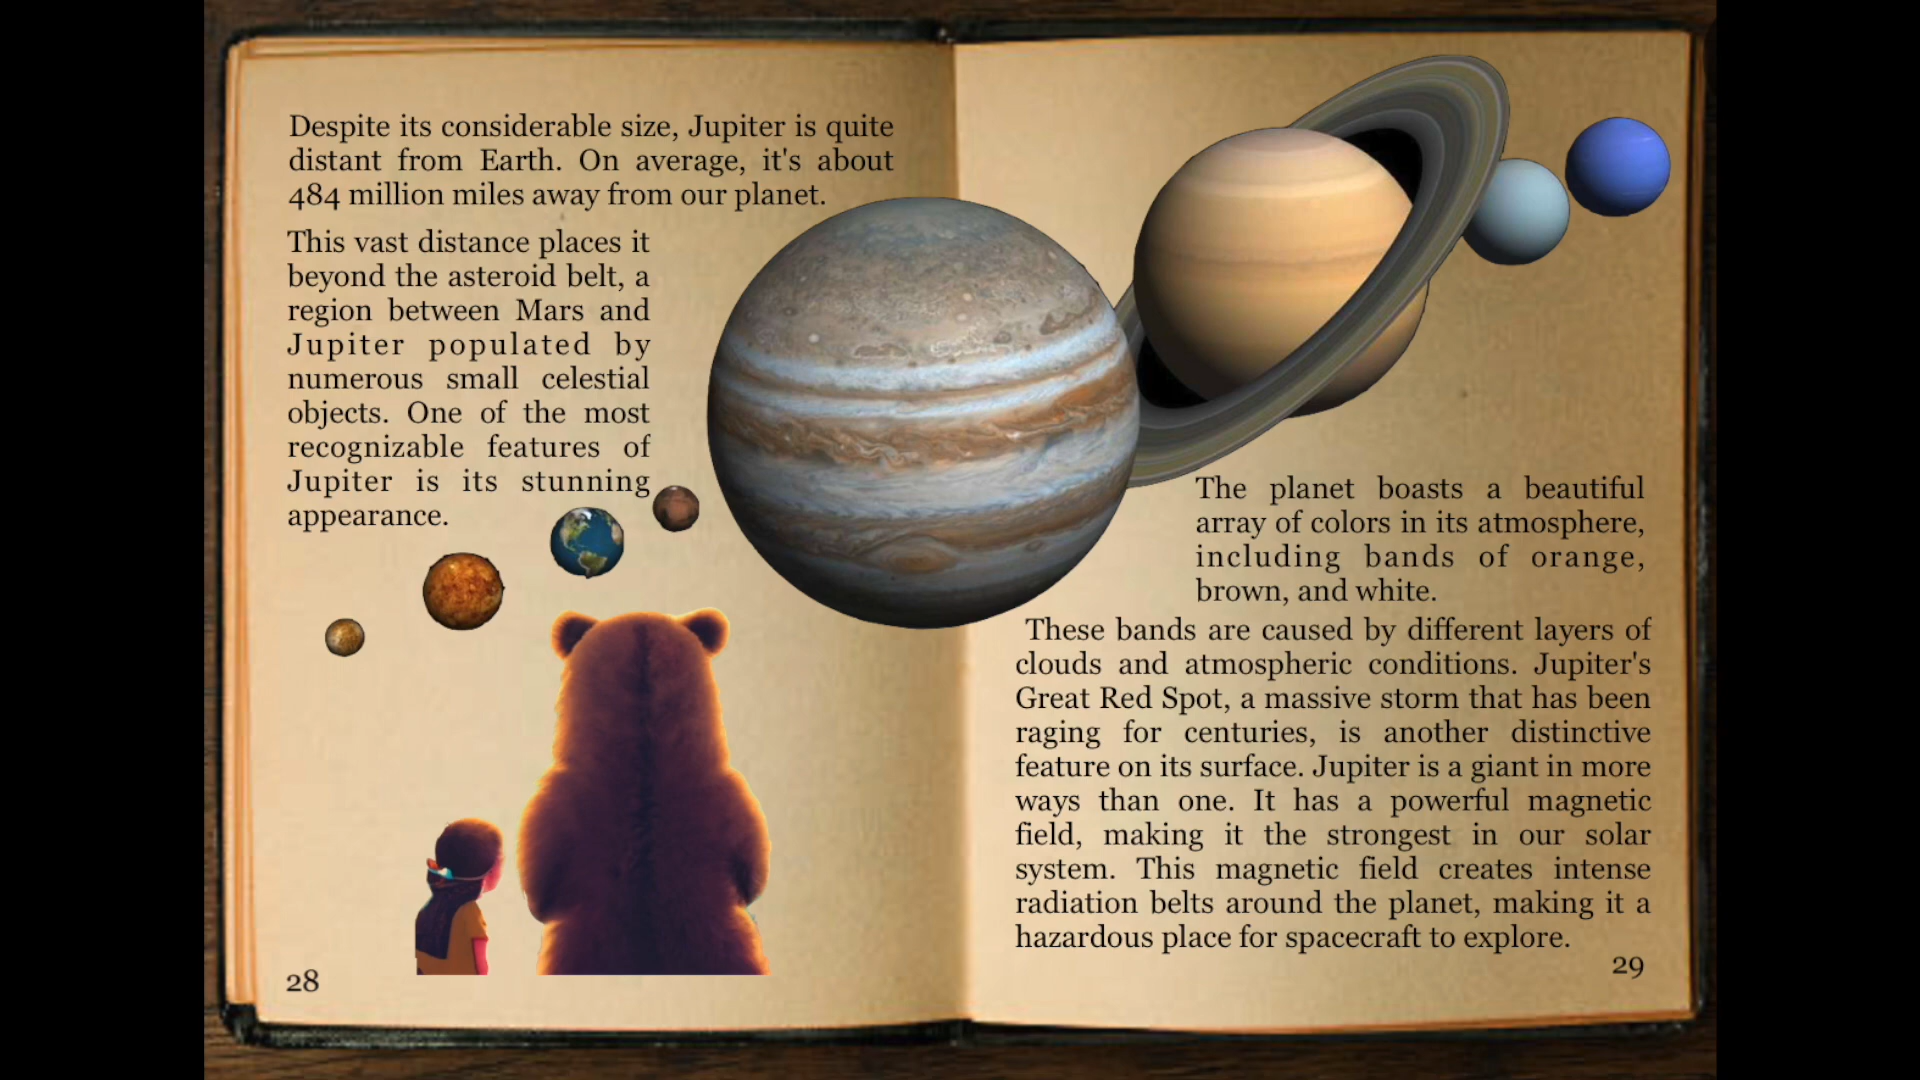 Despite its considerable size, Jupiter is quite
distant from Earth. On average, it's about
484 million miles away from our planet.
This vast distance places it
beyond the asteroid belt, a
region between Mars and
Jupiter populated by
numerous small celestial
objects. One of the most
recognizable features of
Jupiter is its stunning
appearance.
28
The planet boasts a beautiful
array of colors in its atmosphere,
including bands of orange,
brown, and white.
These bands are caused by different layers of
clouds and atmospheric conditions. Jupiter's
Great Red Spot, a massive storm that has been
raging for centuries, is another distinctive
feature on its surface. Jupiter is a giant in more
ways than one. It has a powerful magnetic
field, making it the strongest in our solar
system. This magnetic field creates intense
radiation belts around the planet, making it a
hazardous place for spacecraft to explore.
29